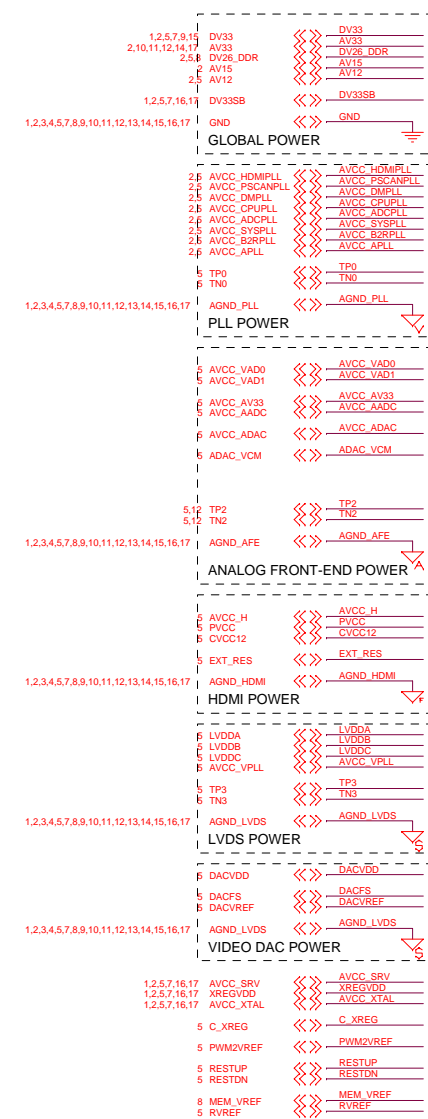 1,2,5,7,9,15 DV33 DV33
2,10,11,12,14,17 AV33 AV33
2,5,8 DV26_DDR DV26_DDR
2 AV15 AV15
2,5 AV12 AV12
1,2,5,7,16,17 DV33SB DV33SB
1,2,3,4,5,7,8,9,10,11,12,13,14,15,16,17 GND GND
GLOBAL POWER
2,5 AVCC_HDMIPLL AVCC_HDMIPLL
2,5 AVCC_PSCANPLL AVCC_PSCANPLL
2,5 AVCC_DMPLL AVCC_DMPLL
2,5 AVCC_CPUPLL AVCC_CPUPLL
2,5 AVCC_ADCPLL AVCC_ADCPLL
2,5 AVCC_SYSPLL AVCC_SYSPLL
2,5 AVCC_B2RPLL AVCC_B2RPLL
2,5 AVCC_APLL AVCC_APLL
5 TP0 TP0
5 TN0 TN0
1,2,3,4,5,7,8,9,10,11,12,13,14,15,16,17 AGND_PLL AGND_PLL
PLL POWER
5 AVCC_VAD0 AVCC_VAD0
5 AVCC_VAD1 AVCC_VAD1
5 AVCC_AV33 AVCC_AV33
5 AVCC_AADC AVCC_AADC
5 AVCC_ADAC AVCC_ADAC
5 ADAC_VCM ADAC_VCM
5,12 TP2 TP2
5,12 TN2 TN2
1,2,3,4,5,7,8,9,10,11,12,13,14,15,16,17 AGND_AFE AGND_AFE
ANALOG FRONT-END POWER A
5 AVCC_H AVCC_H
5 PVCC PVCC
5 CVCC12 CVCC12
5 EXT_RES EXT_RES
1,2,3,4,5,7,8,9,10,11,12,13,14,15,16,17 AGND_HDMI AGND_HDMI
HDMI POWER
5 LVDDA LVDDA
5 LVDDB LVDDB
5 LVDDC LVDDC
5 AVCC_VPLL AVCC_VPLL
5 TP3 TP3
5 TN3 TN3
1,2,3,4,5,7,8,9,10,11,12,13,14,15,16,17 AGND_LVDS AGND_LVDS
LVDS POWER
5 DACVDD DACVDD
5 DACFS DACFS
5 DACVREF DACVREF
1,2,3,4,5,7,8,9,10,11,12,13,14,15,16,17 AGND_LVDS AGND_LVDS
VIDEO DAC POWER
1,2,5,7,16,17 AVCC_SRV AVCC_SRV
1,2,5,7,16,17 XREGVDD XREGVDD
1,2,5,7,16,17 AVCC_XTAL AVCC_XTAL
5 C_XREG C_XREG
5 PWM2VREF PWM2VREF
5 RESTUP RESTUP
5 RESTDN RESTDN
8 MEM_VREF MEM_VREF
5 RVREF RVREF